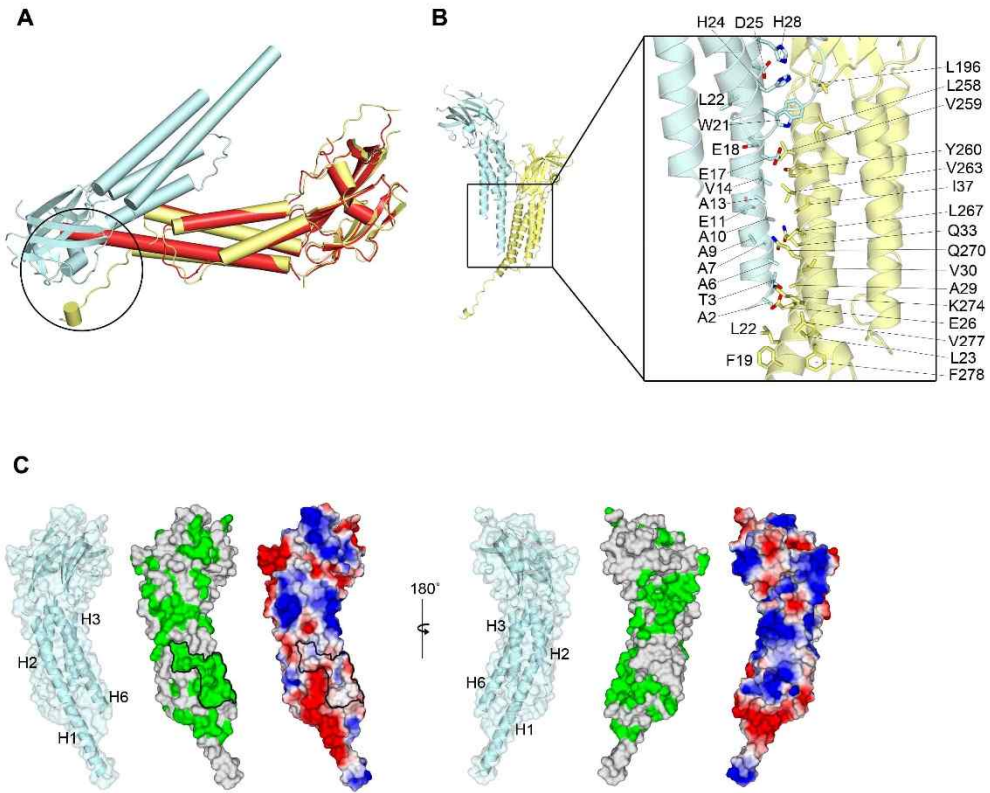 A
B
H24 D25 H28
L22
W21
E18
E17
V14
A13
E11
A10
A9
A7
A6
T3
A2
L22
F19
L196
L258
V259
Y260
V263
I37
L267
Q33
Q270
V30
A29
K274
E26
V277
L23
F278
C
H3
H2
H6
H1
180°
H3
H2
H6
H1